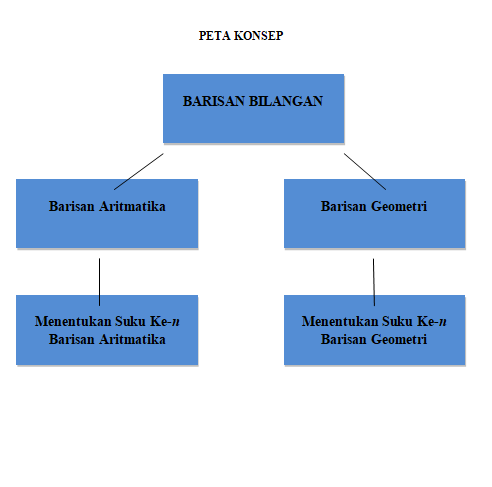 PETA KONSEP
BARISAN BILANGAN
Barisan Aritmatika
Barisan Geometri
Menentukan Suku Ke-n
Barisan Aritmatika
Menentukan Suku Ke-n
Barisan Geometri